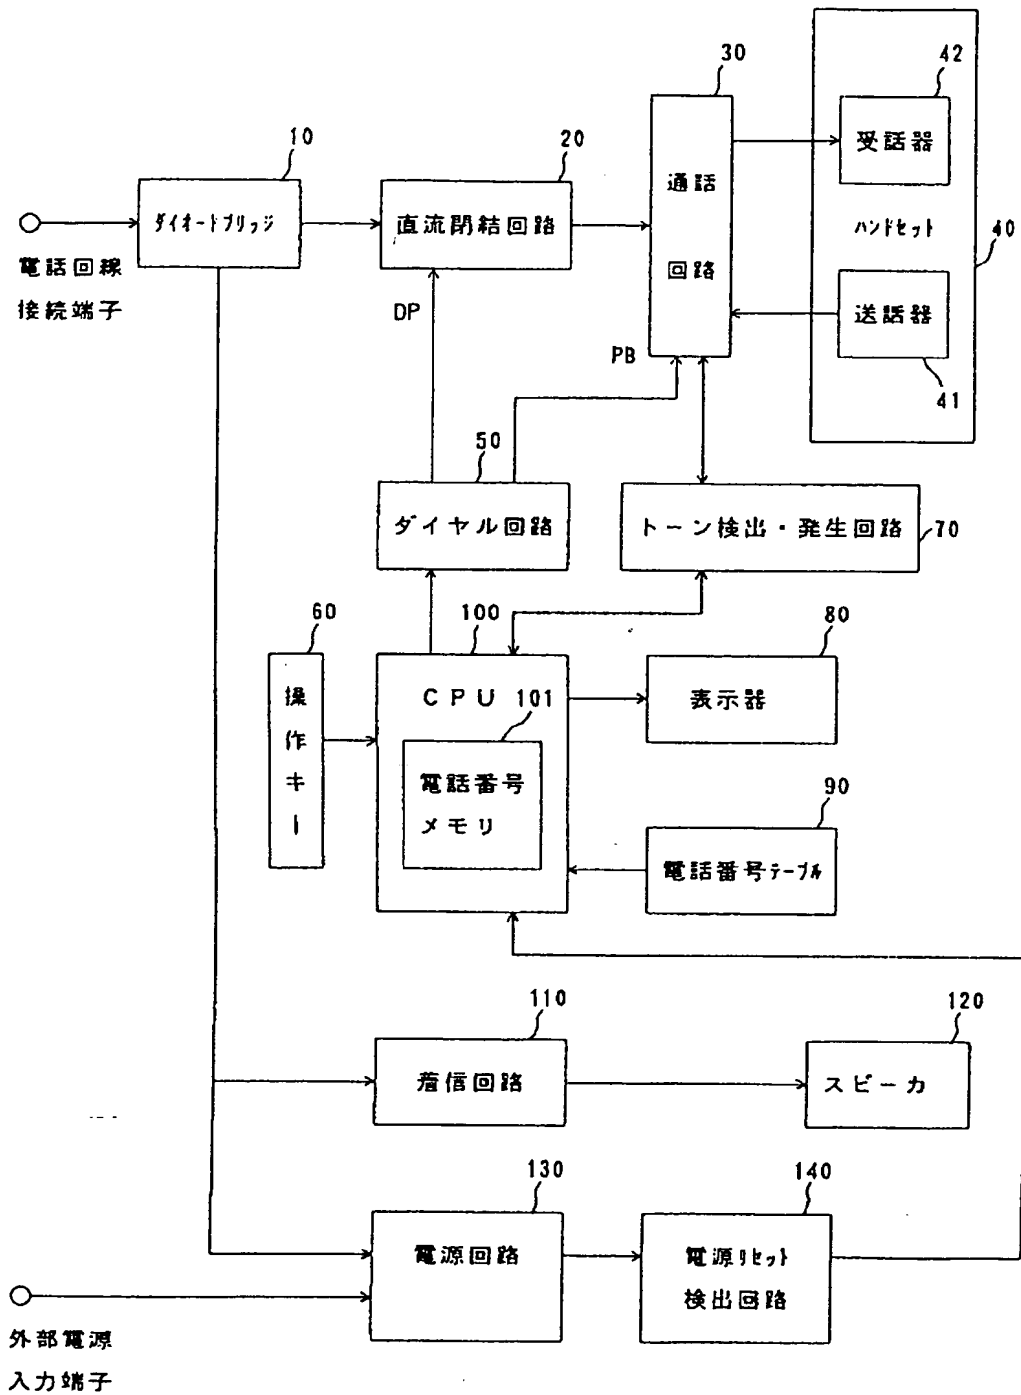 30
42
受話器
10
20
通話
回路
ダイオードブリッジ
直流閉結回路
ハンドセット
40
電話回線
接続端子
DP
送話器
PB
41
50
ダイヤル回路
トーン検出・発生回路
70
60
100
80
操作キー
CPU
101
表示器
電話番号
メモリ
90
電話番号テーブル
110
120
着信回路
スピーカ
130
140
電源回路
電源リセット
検出回路
外部電源
入力端子